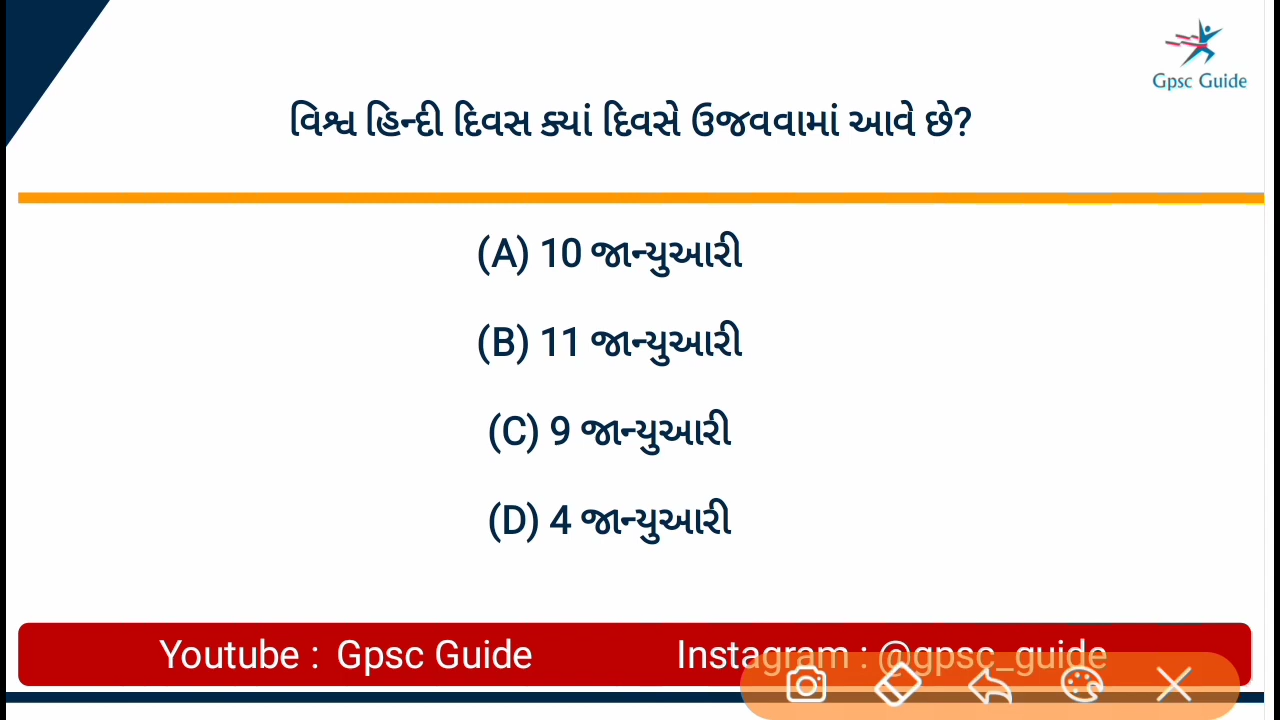 Gpsc Guide
વિશ્વ હિન્દી દિવસ ક્યાં દિવસે ઉજવવામાં આવે છે?
(A) 10 જાન્યુઆરી
(B) 11 જાન્યુઆરી
(C) 9 જાન્યુઆરી
(D) 4 જાન્યુઆરી
Youtube : Gpsc Guide Instagram : @gpsc_guide